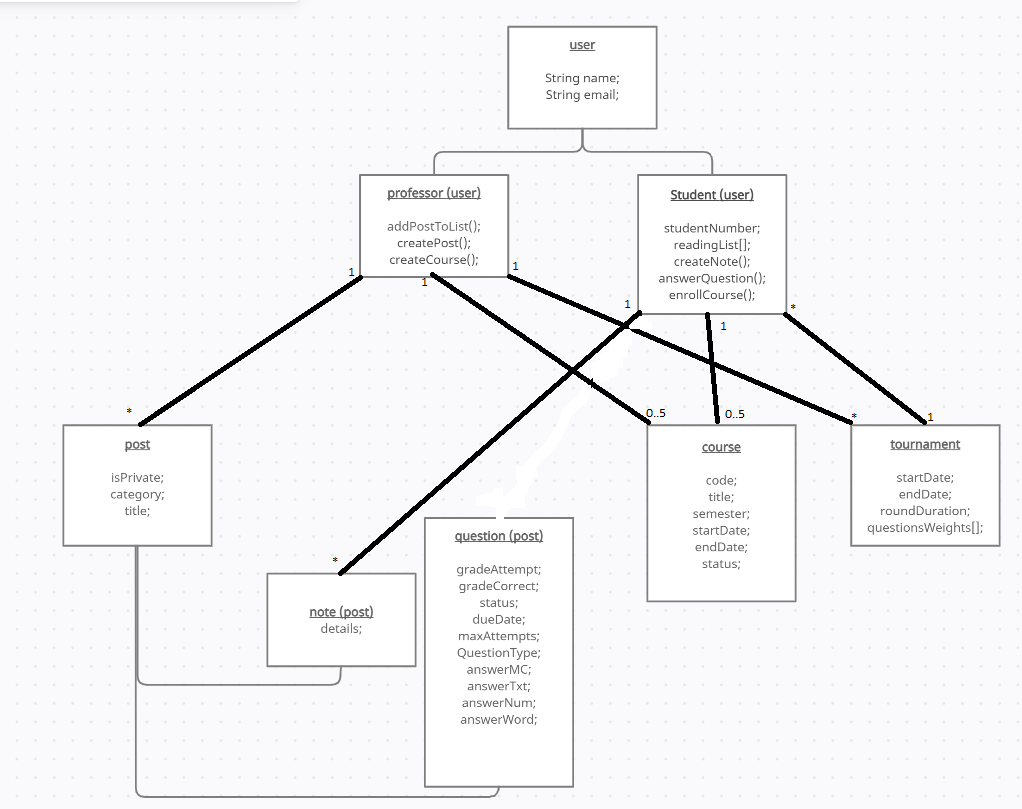 user
String name;
String email;
professor (user)
addPostToList();
createPost();
createCourse();
Student (user)
studentNumber;
readingList[];
createNote();
answerQuestion();
enrollCourse();
1
1
1
1
1
*
*
0..5
0..5
*
1
post
isPrivate;
category;
title;
course
code;
title;
semester;
startDate;
endDate;
status;
tournament
startDate;
endDate;
roundDuration;
questionsWeights[];
*
note (post)
details;
question (post)
gradeAttempt;
gradeCorrect;
status;
dueDate;
maxAttempts;
QuestionType;
answerMC;
answerTxt;
answerNum;
answerWord;